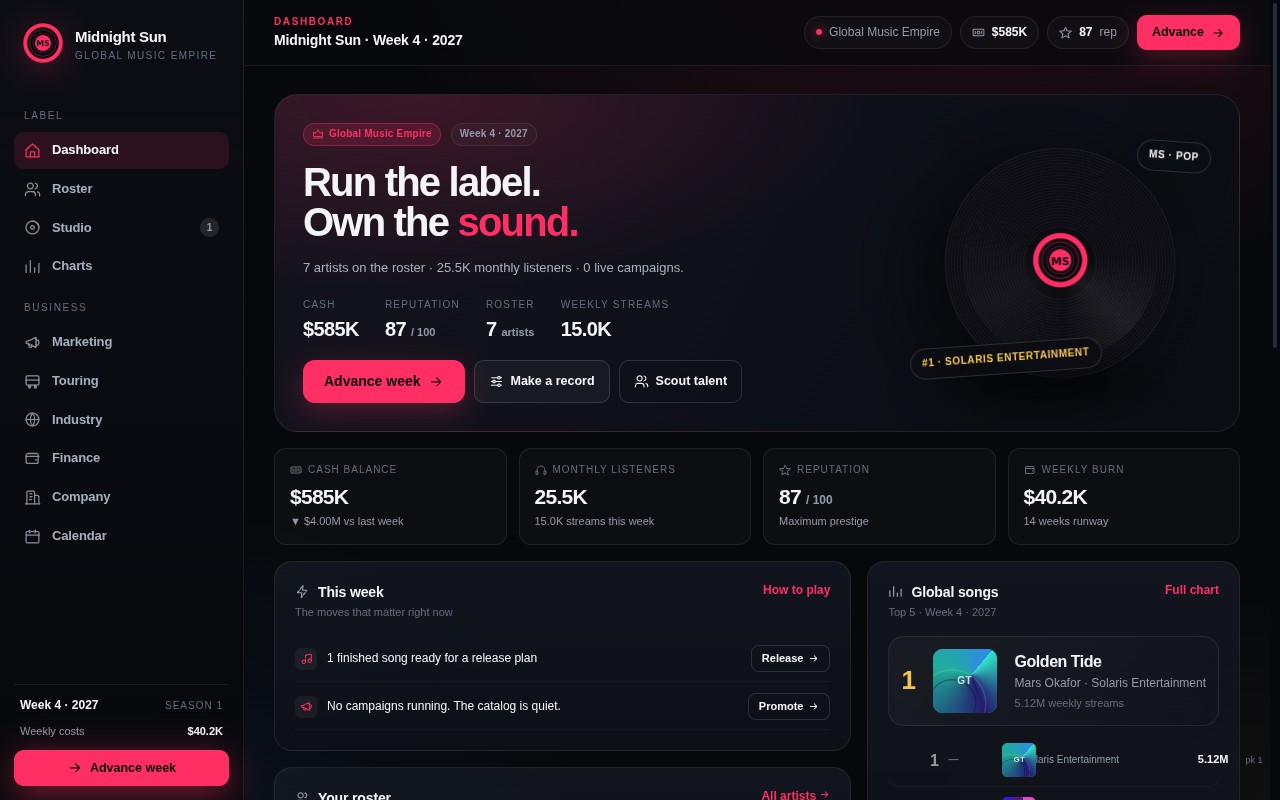 MS
Midnight Sun
GLOBAL MUSIC EMPIRE
LABEL
Dashboard
Roster
Studio 1
Charts
BUSINESS
Marketing
Touring
Industry
Finance
Company
Calendar
Week 4 · 2027 SEASON 1
Weekly costs $40.2K
→ Advance week
DASHBOARD
Midnight Sun · Week 4 · 2027
Global Music Empire $585K 87 rep Advance →
Global Music Empire Week 4 · 2027
Run the label.
Own the sound.
7 artists on the roster · 25.5K monthly listeners · 0 live campaigns.
CASH REPUTATION ROSTER WEEKLY STREAMS
$585K 87 / 100 7 artists 15.0K
Advance week → Make a record Scout talent
MS · POP
MS
#1 · SOLARIS ENTERTAINMENT
CASH BALANCE
$585K
▼ $4.00M vs last week
MONTHLY LISTENERS
25.5K
15.0K streams this week
REPUTATION
87 / 100
Maximum prestige
WEEKLY BURN
$40.2K
14 weeks runway
This week How to play
The moves that matter right now
1 finished song ready for a release plan Release →
No campaigns running. The catalog is quiet. Promote →
Your roster All artists →
Global songs Full chart
Top 5 · Week 4 · 2027
1 GT Golden Tide
Mars Okafor · Solaris Entertainment
5.12M weekly streams
1 — GT laris Entertainment 5.12M pk 1